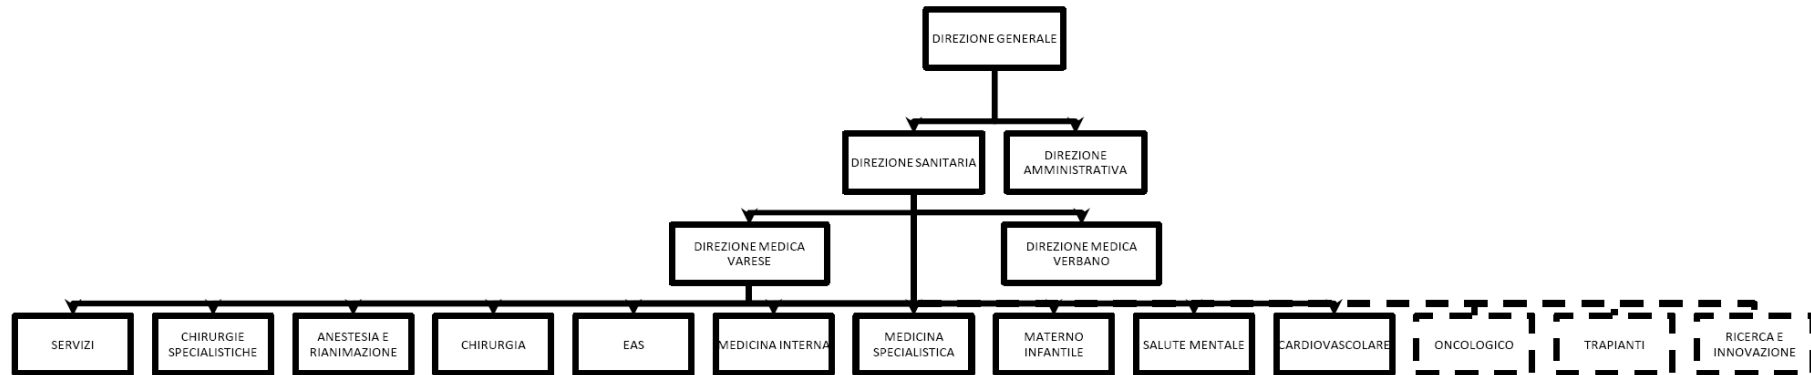 DIREZIONE GENERALE
DIREZIONE SANITARIA
DIREZIONE
AMMINISTRATIVA
DIREZIONE MEDICA
VARESE
DIREZIONE MEDICA
VERBANO
SERVIZI
CHIRURGIE
SPECIALISTICHE
ANESTESIA E
RIANIMAZIONE
CHIRURGIA
EAS
MEDICINA INTERNA
MEDICINA
SPECIALISTICA
MATERNO
INFANTILE
SALUTE MENTALE
CARDIOVASCOLARE
ONCOLOGICO
TRAPIANTI
RICERCA E
INNOVAZIONE